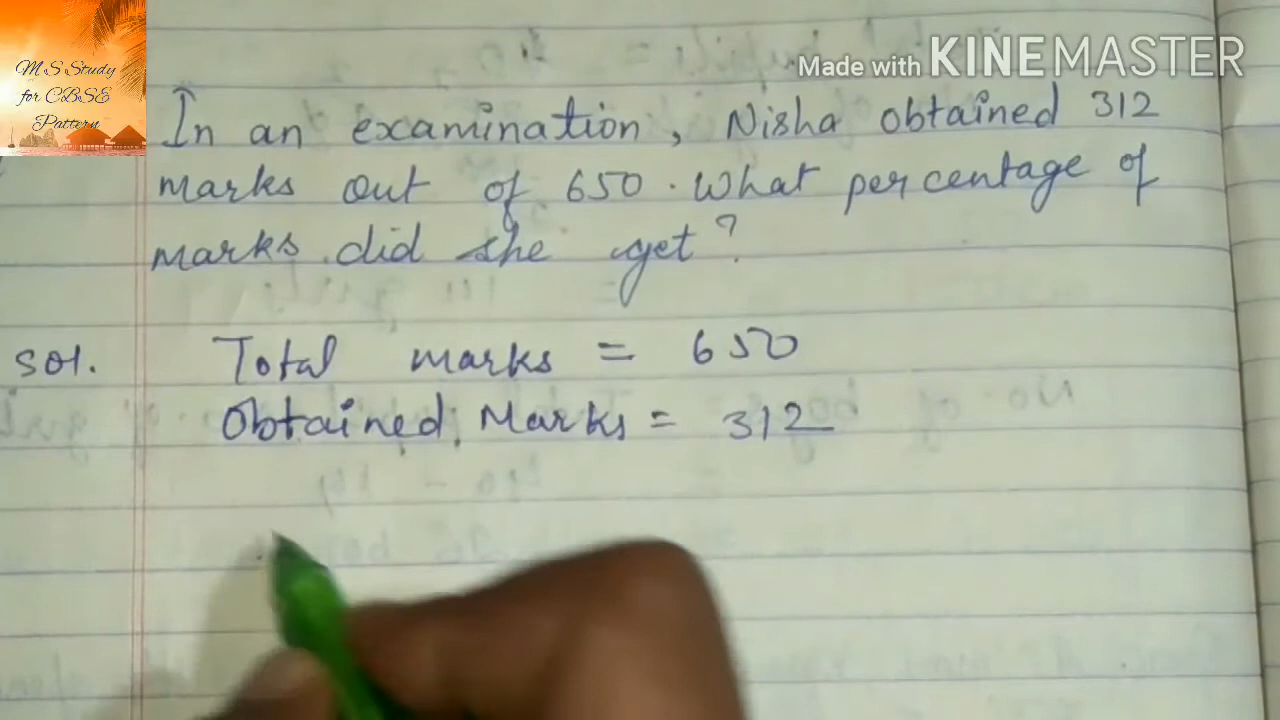 M.S Study
for CBSE
Pattern
Made with KINEMASTER
In an examination, Nisha obtained 312
marks out of 650. What percentage of
marks did she get?
Sol. Total marks = 650
Obtained Marks = 312